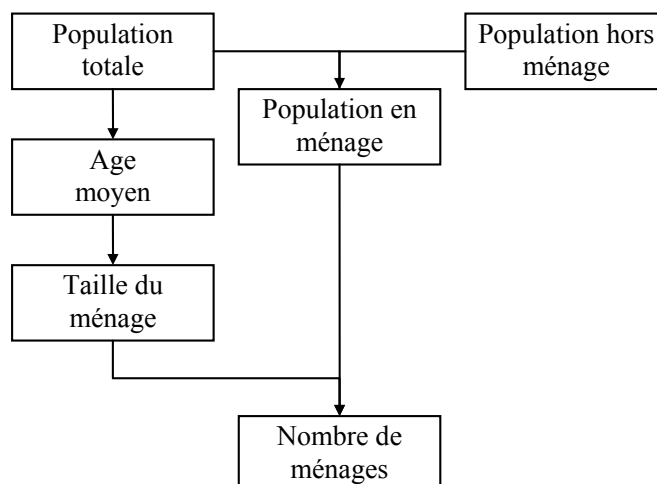 Population
totale
Population hors
ménage
Population en
ménage
Age
moyen
Taille du
ménage
Nombre de
ménages